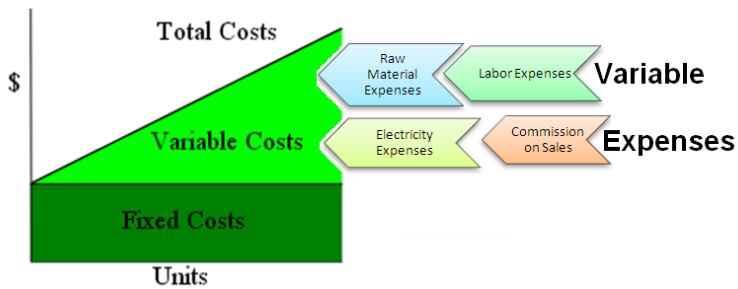 Total Costs
$
Variable Costs
Fixed Costs
Units
Raw
Material
Expenses
Labor Expenses
Variable
Electricity
Expenses
Commission
on Sales
Expenses